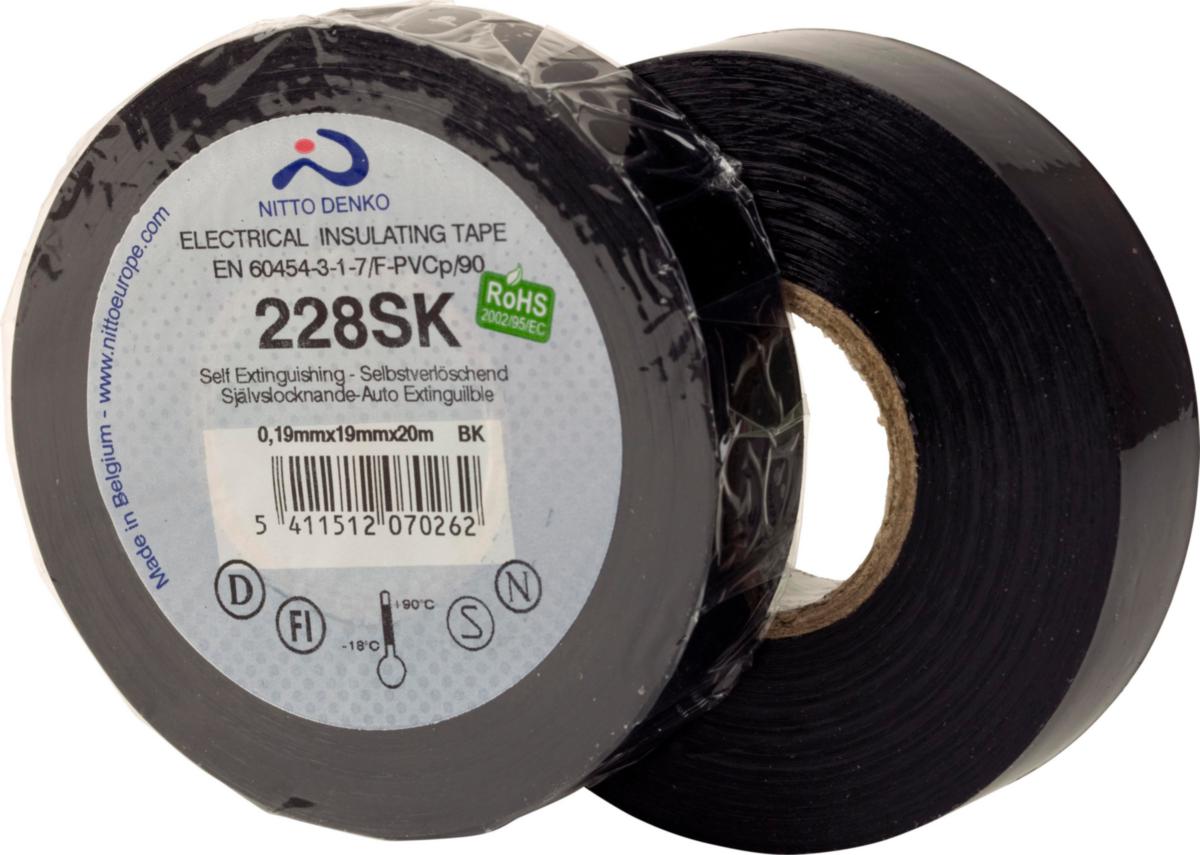 NITTO DENKO
ELECTRICAL INSULATING TAPE
EN 60454-3-1-7/F-PVCp/90
228SK
RoHS
2002/95/EC
Self Extinguishing - Selbstverlöschend
Självslocknande-Auto Extinguilble
0,19mmx19mmx20m BK
5 411512 070262
D
FI
+90°C
-18°C
S
N
Made in Belgium - www.nittoeurope.com